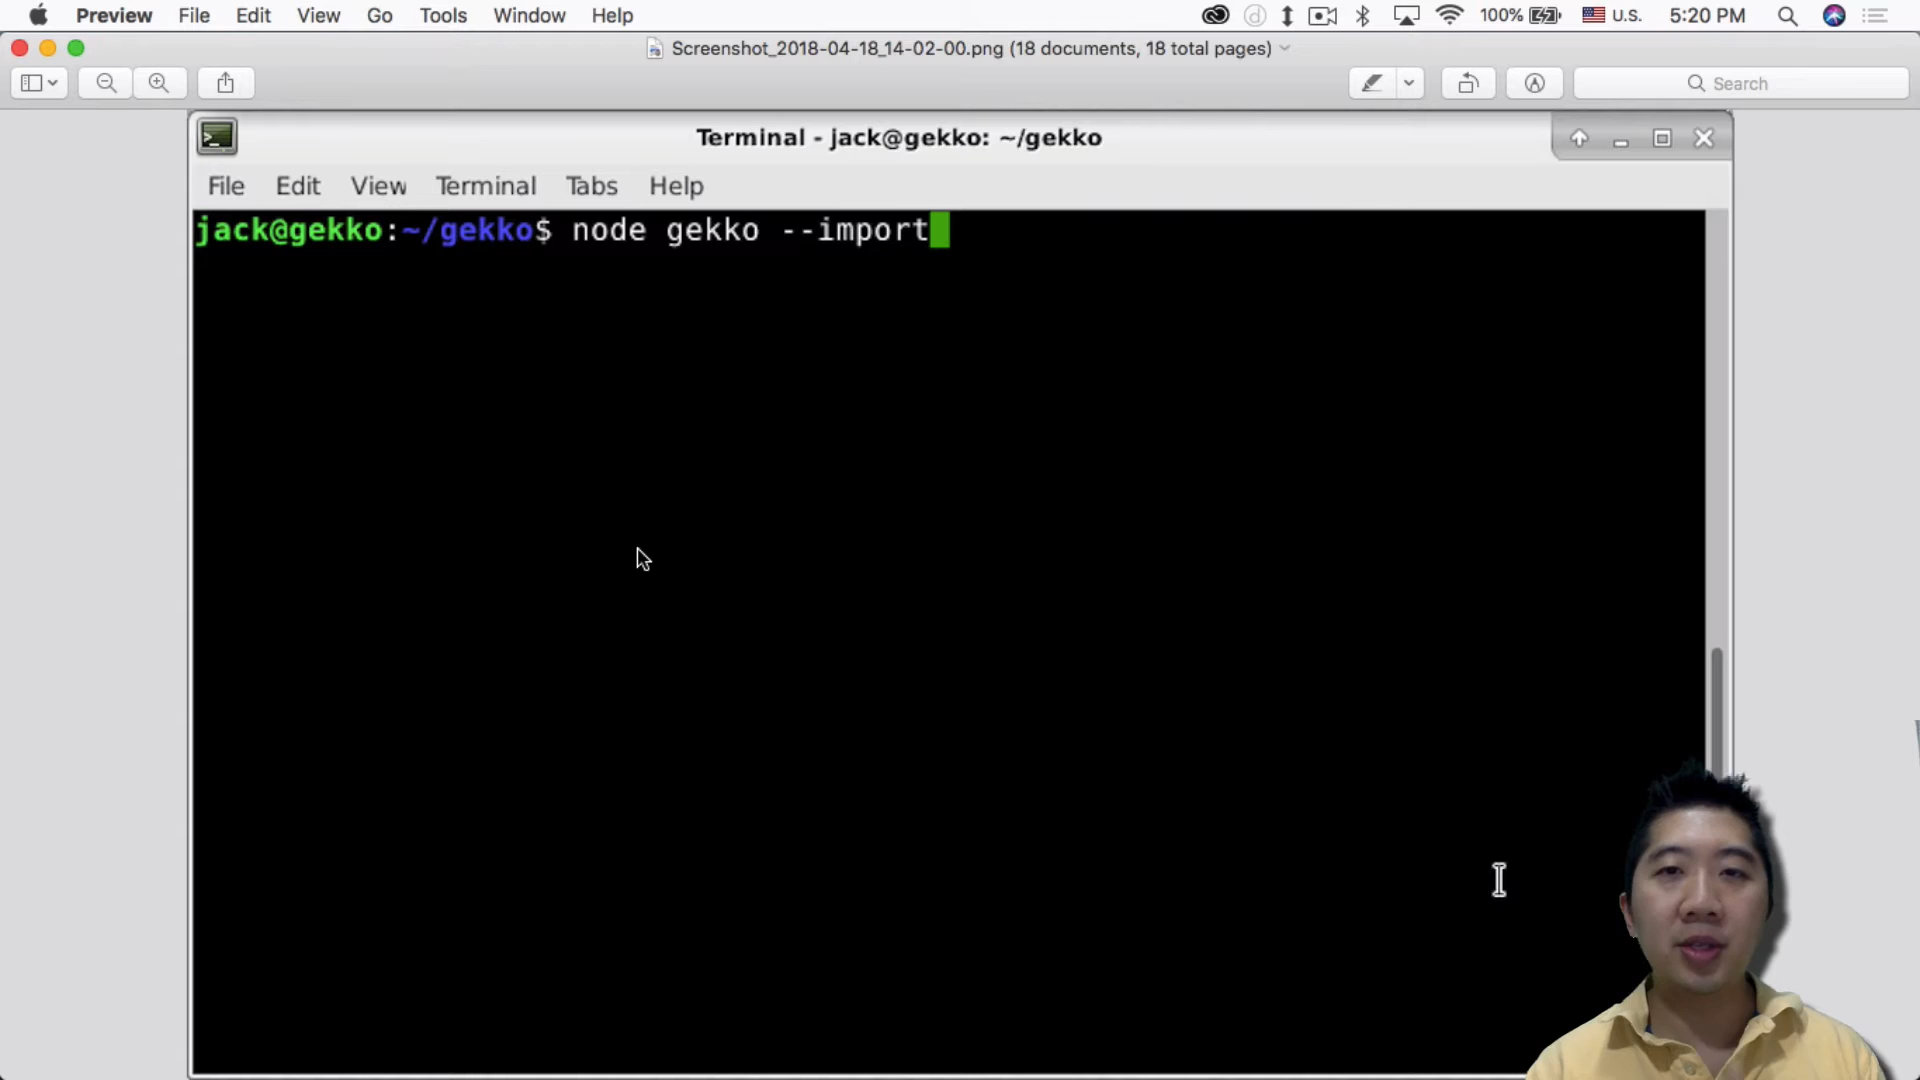 Preview File Edit View Go Tools Window Help 100% U.S. 5:20 PM
Screenshot_2018-04-18_14-02-00.png (18 documents, 18 total pages)
Search
Terminal - jack@gekko: ~/gekko
File Edit View Terminal Tabs Help
jack@gekko:~/gekko$ node gekko --import